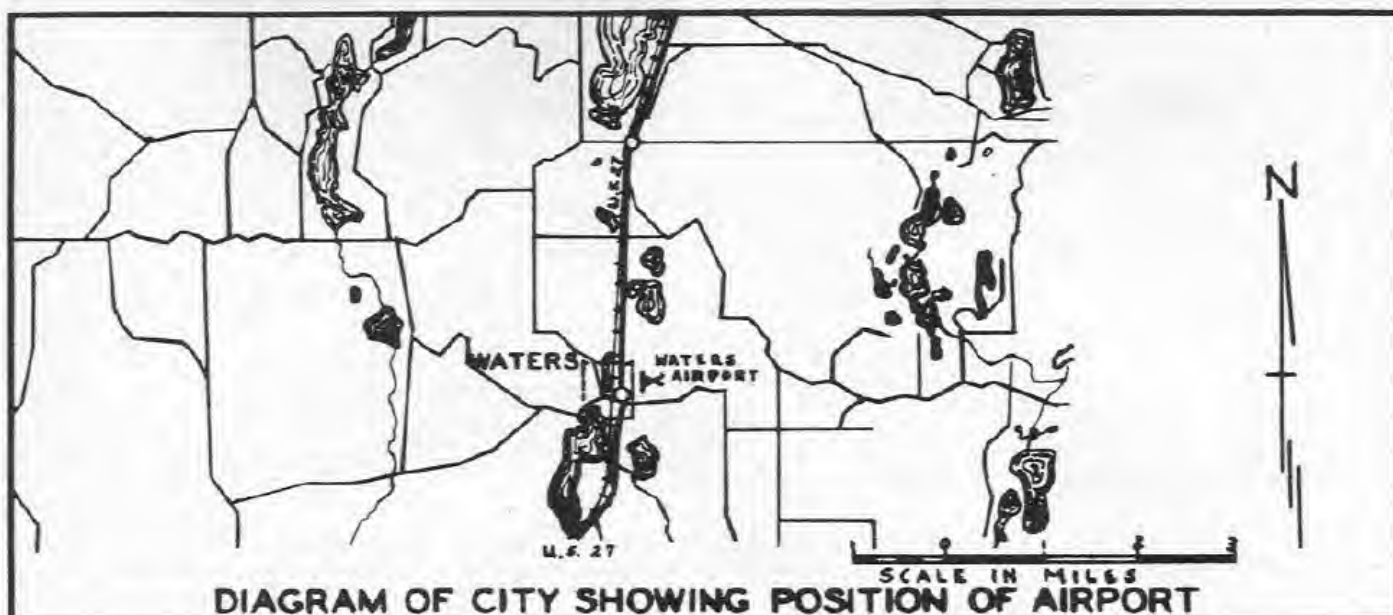 N
U.S. 27
WATERS
WATERS
AIRPORT
U.S. 27
0 1 2 3
SCALE IN MILES
DIAGRAM OF CITY SHOWING POSITION OF AIRPORT